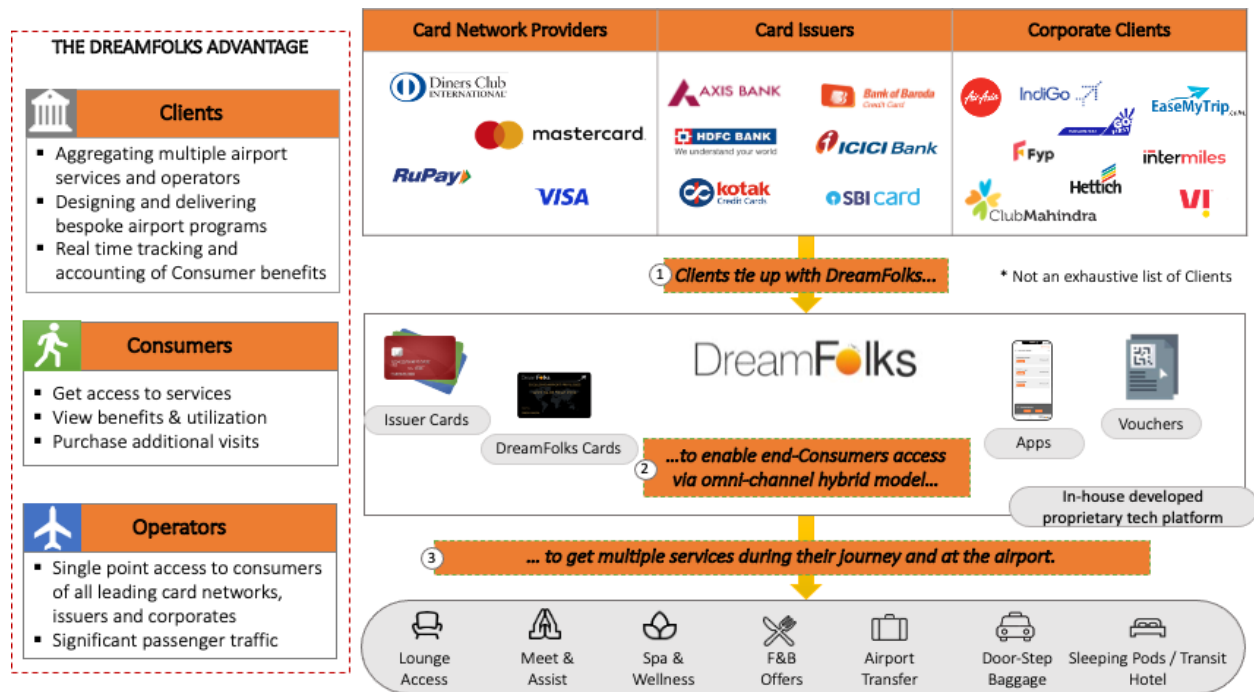 THE DREAMFOLKS ADVANTAGE
Clients
▪ Aggregating multiple airport
services and operators
▪ Designing and delivering
bespoke airport programs
▪ Real time tracking and
accounting of Consumer benefits
Consumers
▪ Get access to services
▪ View benefits & utilization
▪ Purchase additional visits
Operators
▪ Single point access to consumers
of all leading card networks,
issuers and corporates
▪ Significant passenger traffic
Card Network Providers
Diners Club
INTERNATIONAL®
mastercard.
RuPay
VISA
Card Issuers
AXIS BANK
Bank of Baroda
Credit Card
HDFC BANK
We understand your world
ICICI Bank
kotak
Credit Cards
SBI card
Corporate Clients
AirAsia
IndiGo
EaseMyTrip.com
GO FIRST
Fyp
intermiles
Hettich
ClubMahindra
V!
1 Clients tie up with DreamFolks...
* Not an exhaustive list of Clients
DreamFolks
Issuer Cards
DreamFolks
DreamFolks Cards
Apps
Vouchers
2 ...to enable end-Consumers access
via omni-channel hybrid model...
In-house developed
proprietary tech platform
3 ... to get multiple services during their journey and at the airport.
Lounge
Access
Meet &
Assist
Spa &
Wellness
F&B
Offers
Airport
Transfer
Door-Step
Baggage
Sleeping Pods / Transit
Hotel